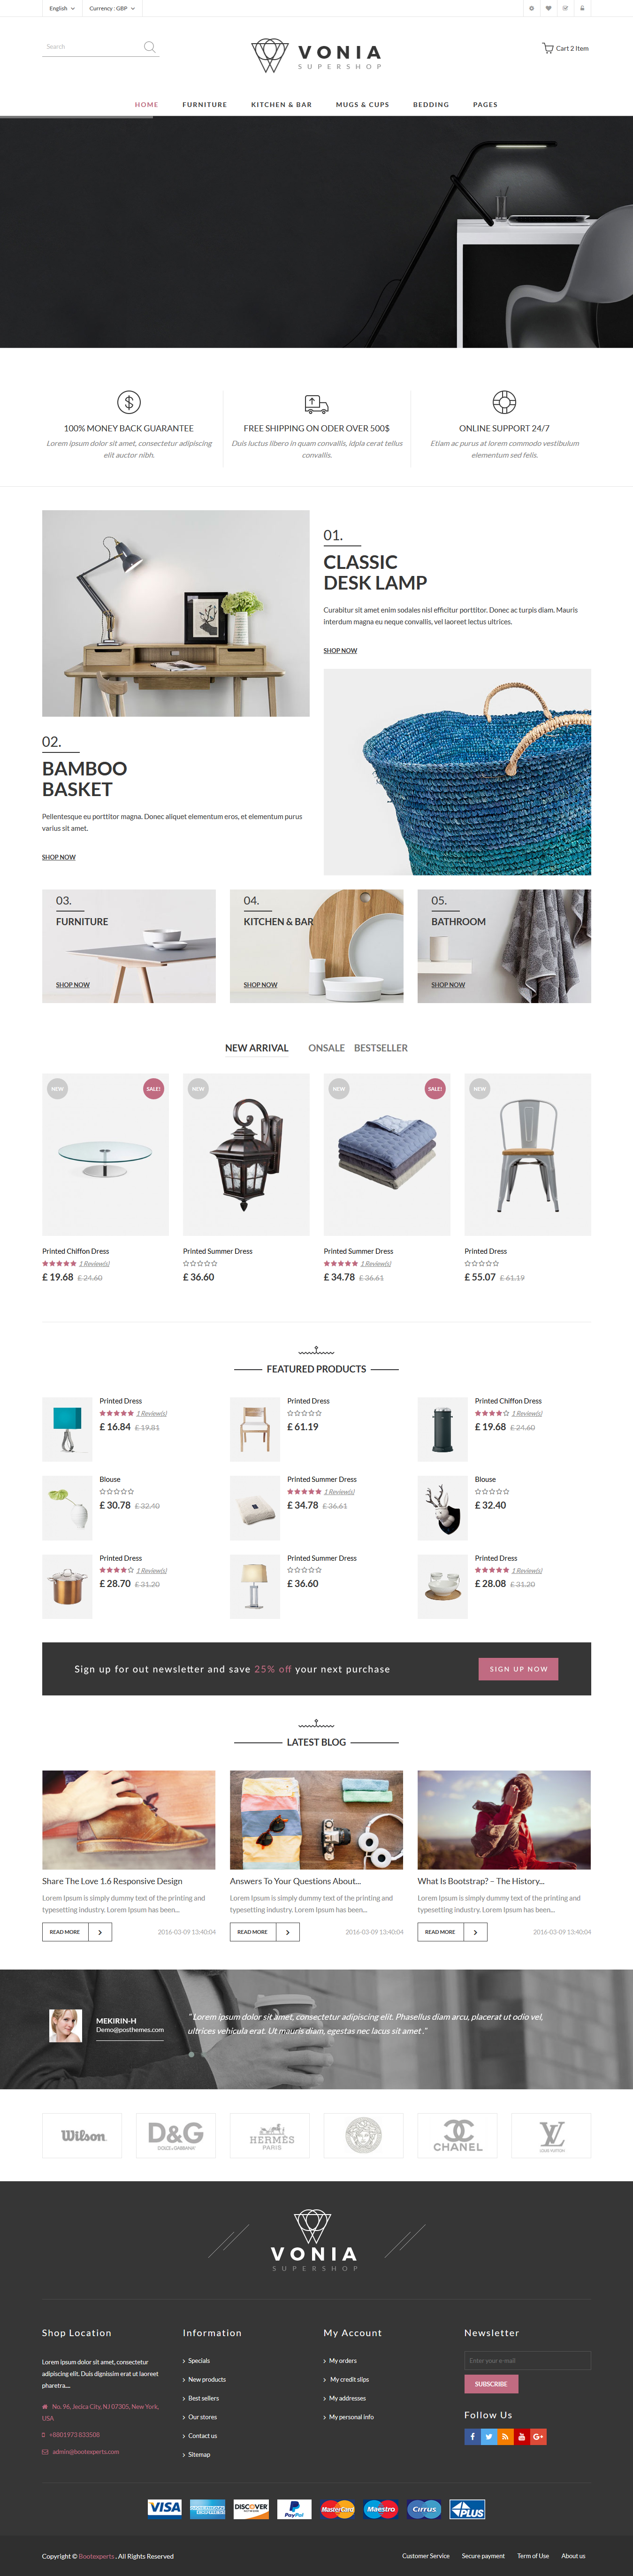 English
Currency : GBP
Search
VONIA
SUPERSHOP
Cart 2 Item
HOME
FURNITURE
KITCHEN & BAR
MUGS & CUPS
BEDDING
PAGES
100% MONEY BACK GUARANTEE
Lorem ipsum dolor sit amet, consectetur adipiscing
elit auctor nibh.
FREE SHIPPING ON ODER OVER 500$
Duis luctus libero in quam convallis, idpla cerat tellus
convallis.
ONLINE SUPPORT 24/7
Etiam ac purus at lorem commodo vestibulum
elementum sed felis.
01.
CLASSIC
DESK LAMP
Curabitur sit amet enim sodales nisl efficitur porttitor. Donec ac turpis diam. Mauris
interdum magna eu neque convallis, vel laoreet lectus ultrices.
SHOP NOW
02.
BAMBOO
BASKET
Pellentesque eu porttitor magna. Donec aliquet elementum eros, et elementum purus
varius sit amet.
SHOP NOW
03.
FURNITURE
SHOP NOW
04.
KITCHEN & BAR
SHOP NOW
05.
BATHROOM
SHOP NOW
NEW ARRIVAL
ONSALE
BESTSELLER
NEW
SALE!
Printed Chiffon Dress
1 Review(s)
£ 19.68 £ 24.60
NEW
Printed Summer Dress
£ 36.60
NEW
SALE!
Printed Summer Dress
1 Review(s)
£ 34.78 £ 36.61
NEW
Printed Dress
£ 55.07 £ 61.19
FEATURED PRODUCTS
Printed Dress
1 Review(s)
£ 16.84 £ 19.81
Printed Dress
£ 61.19
Printed Chiffon Dress
1 Review(s)
£ 19.68 £ 24.60
Blouse
£ 30.78 £ 32.40
Printed Summer Dress
1 Review(s)
£ 34.78 £ 36.61
Blouse
£ 32.40
Printed Dress
1 Review(s)
£ 28.70 £ 31.20
Printed Summer Dress
£ 36.60
Printed Dress
1 Review(s)
£ 28.08 £ 31.20
Sign up for out newsletter and save 25% off your next purchase
SIGN UP NOW
LATEST BLOG
Share The Love 1.6 Responsive Design
Lorem Ipsum is simply dummy text of the printing and
typesetting industry. Lorem Ipsum has been...
READ MORE
2016-03-09 13:40:04
Answers To Your Questions About...
Lorem Ipsum is simply dummy text of the printing and
typesetting industry. Lorem Ipsum has been...
READ MORE
2016-03-09 13:40:04
What Is Bootstrap? – The History...
Lorem Ipsum is simply dummy text of the printing and
typesetting industry. Lorem Ipsum has been...
READ MORE
2016-03-09 13:40:04
MEKIRIN-H
Demo@posthemes.com
" Lorem ipsum dolor sit amet, consectetur adipiscing elit. Phasellus diam arcu, placerat ut odio vel,
ultrices vehicula erat. Ut mauris diam, egestas nec lacus sit amet ."
Wilson
D&G
DOLCE & GABBANA
HERMÈS
PARIS
CHANEL
LV
LOUIS VUITTON
VONIA
SUPERSHOP
Shop Location
Lorem ipsum dolor sit amet, consectetur
adipiscing elit. Duis dignissim erat ut laoreet
pharetra....
No. 96, Jecica City, NJ 07305, New York,
USA
+8801973 833508
admin@bootexperts.com
Information
Specials
New products
Best sellers
Our stores
Contact us
Sitemap
My Account
My orders
My credit slips
My addresses
My personal info
Newsletter
Enter your e-mail
SUBSCRIBE
Follow Us
VISA
AMERICAN EXPRESS
DISCOVER
NETWORK
PayPal
MasterCard
Maestro
Cirrus
PLUS
Copyright © Bootexperts . All Rights Reserved
Customer Service
Secure payment
Term of Use
About us